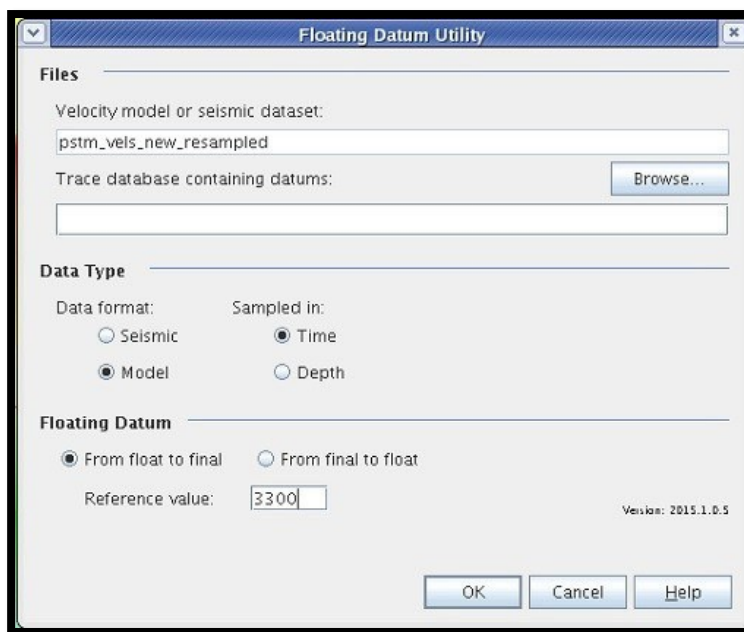 Floating Datum Utility
Files
Velocity model or seismic dataset:
pstm_vels_new_resampled
Trace database containing datums:
Browse...
Data Type
Data format: Sampled in:
Seismic Time
Model Depth
Floating Datum
From float to final From final to float
Reference value: 3300
Version: 2015.1.0.5
OK Cancel Help